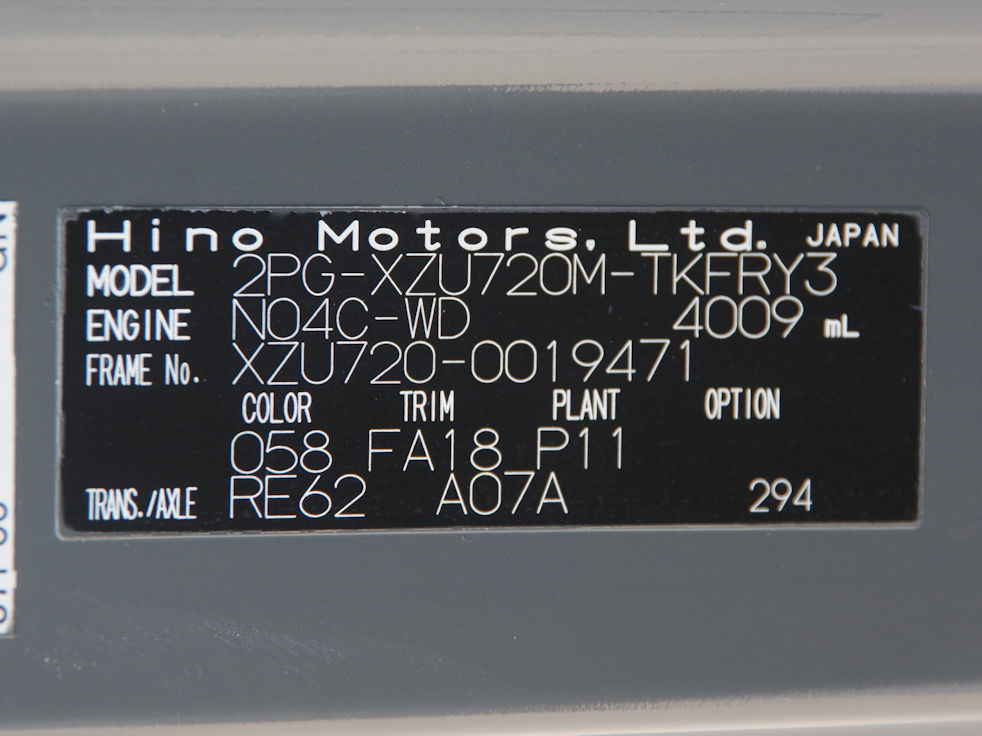 Hino Motors, Ltd. JAPAN
MODEL 2PG-XZU720M-TKFRY3
ENGINE N04C-WD 4009 mL
FRAME No. XZU720-0019471
COLOR TRIM PLANT OPTION
058 FA18 P11
TRANS./AXLE RE62 A07A 294